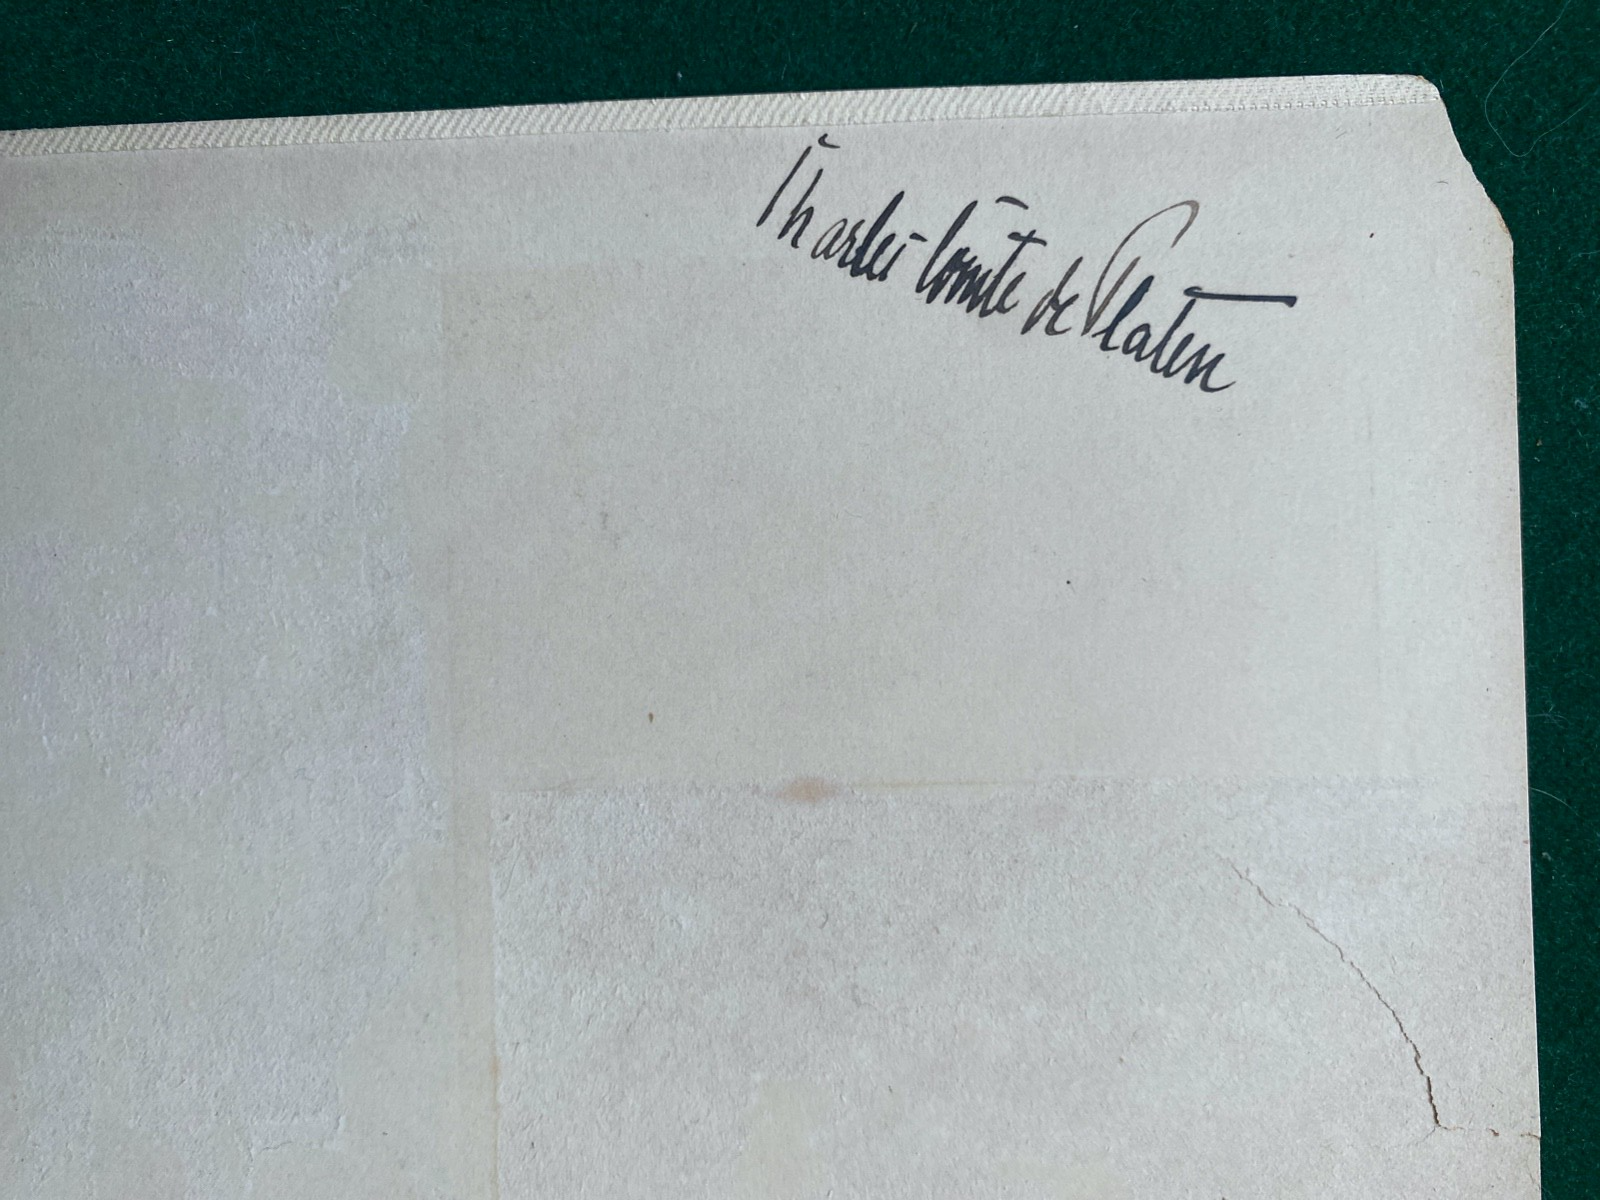 Charles Comte de Platen